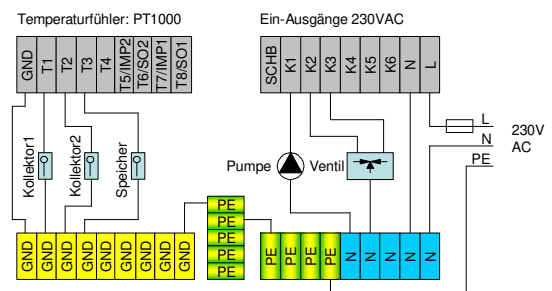 Temperaturfühler: PT1000
Ein-Ausgänge 230VAC
GND
T1
T2
T3
T4
T5/IMP2
T6/SO2
T7/IMP1
T8/SO1
SCHB
K1
K2
K3
K4
K5
K6
N
L
L
N
PE
230V
AC
Kollektor1
Kollektor2
Speicher
Pumpe
Ventil
PE
PE
PE
PE
PE
GND
GND
GND
GND
GND
GND
GND
GND
PE
PE
PE
PE
N
N
N
N
N